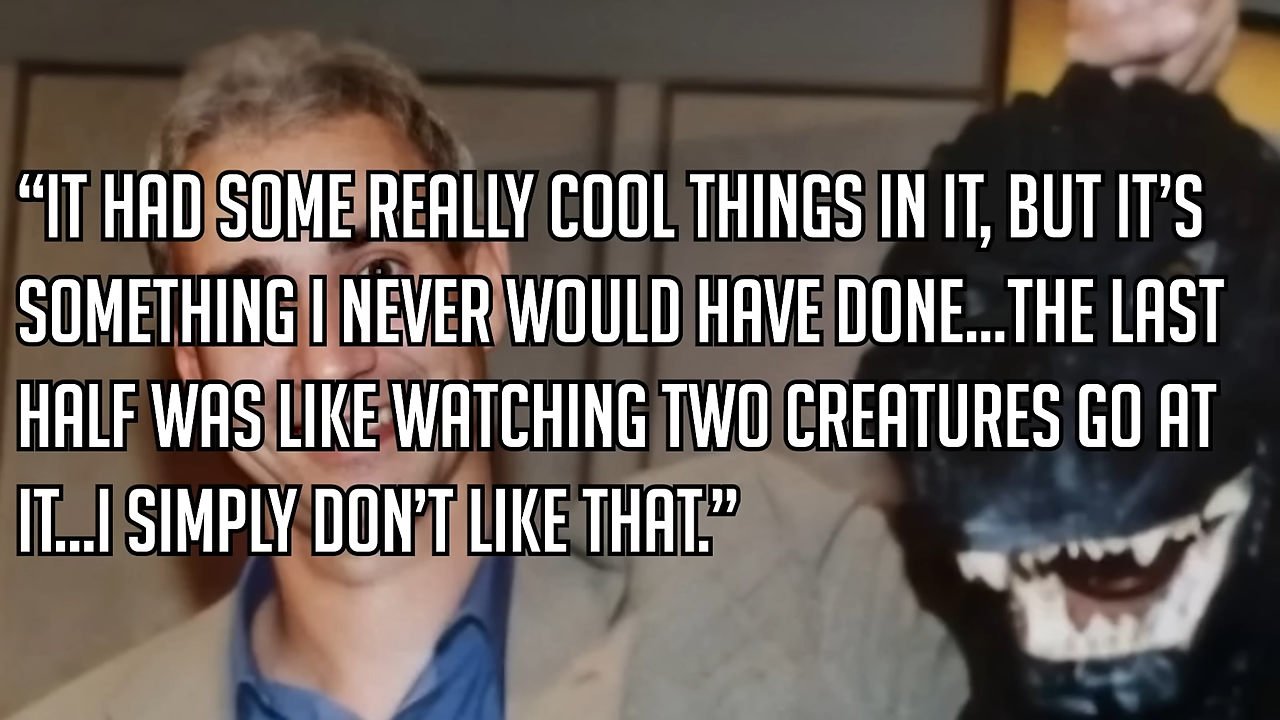 “IT HAD SOME REALLY COOL THINGS IN IT, BUT IT’S
SOMETHING I NEVER WOULD HAVE DONE...THE LAST
HALF WAS LIKE WATCHING TWO CREATURES GO AT
IT...I SIMPLY DON’T LIKE THAT.”